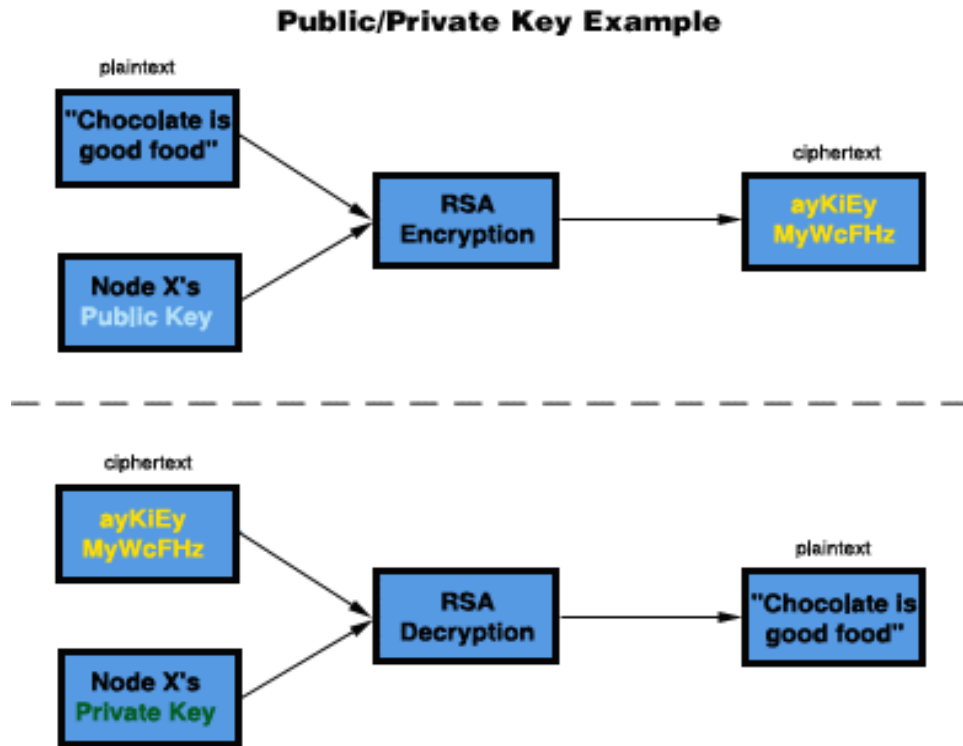 Public/Private Key Example
plaintext
"Chocolate is
good food"
Node X's
Public Key
RSA
Encryption
ciphertext
ayKiEy
MyWcFHz
ciphertext
ayKiEy
MyWcFHz
Node X's
Private Key
RSA
Decryption
plaintext
"Chocolate is
good food"